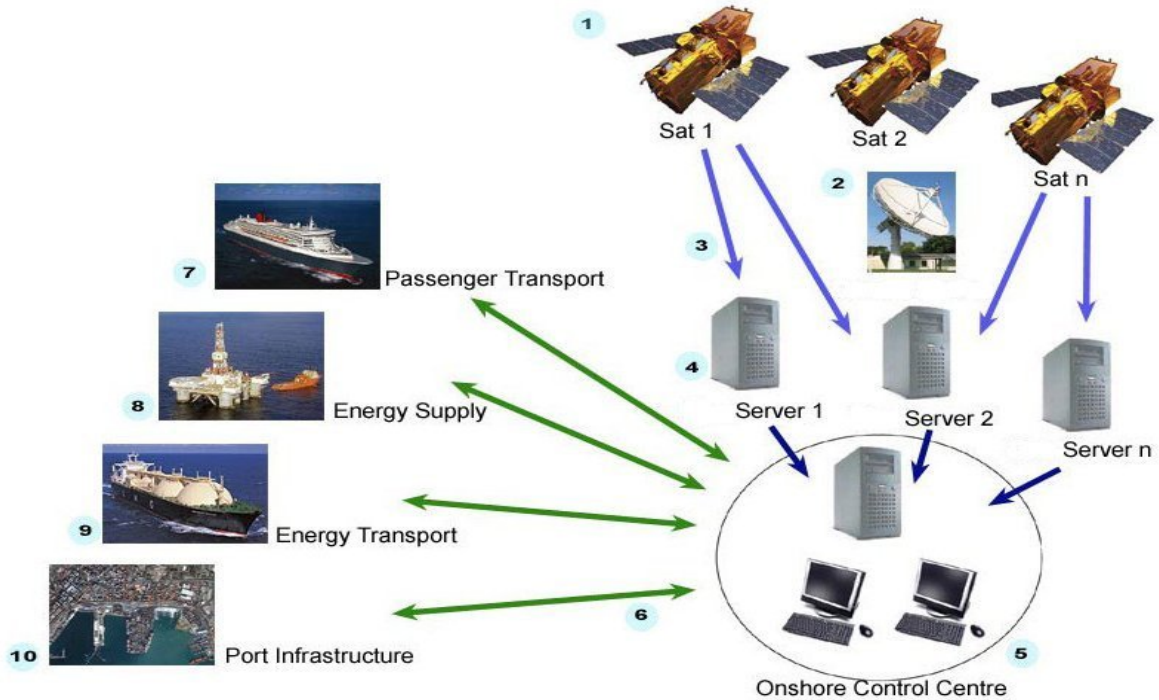 1
Sat 1
Sat 2
Sat n
2
3
7
Passenger Transport
4
8
Energy Supply
Server 1
Server 2
Server n
9
Energy Transport
6
10
Port Infrastructure
5
Onshore Control Centre